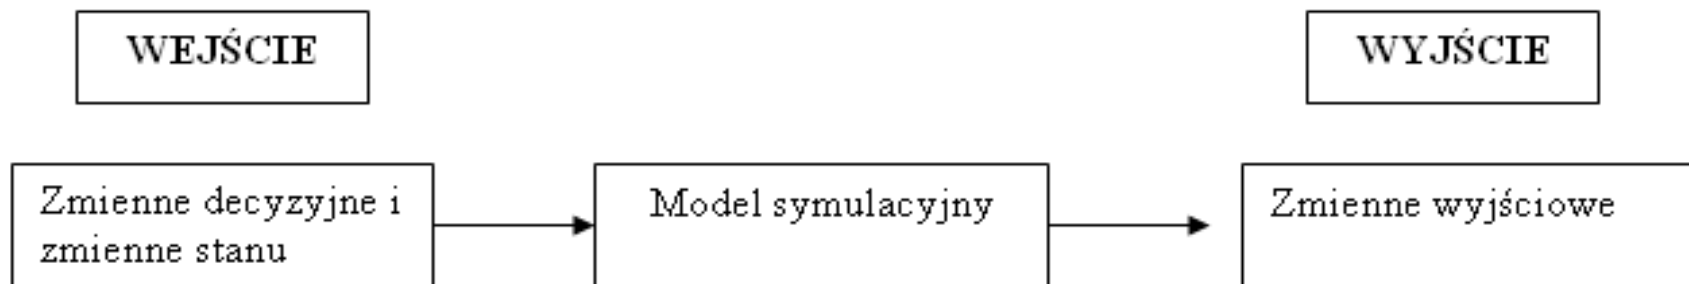 WEJŚCIE
WYJŚCIE
Zmienne decyzyjne i
zmienne stanu
Model symulacyjny
Zmienne wyjściowe